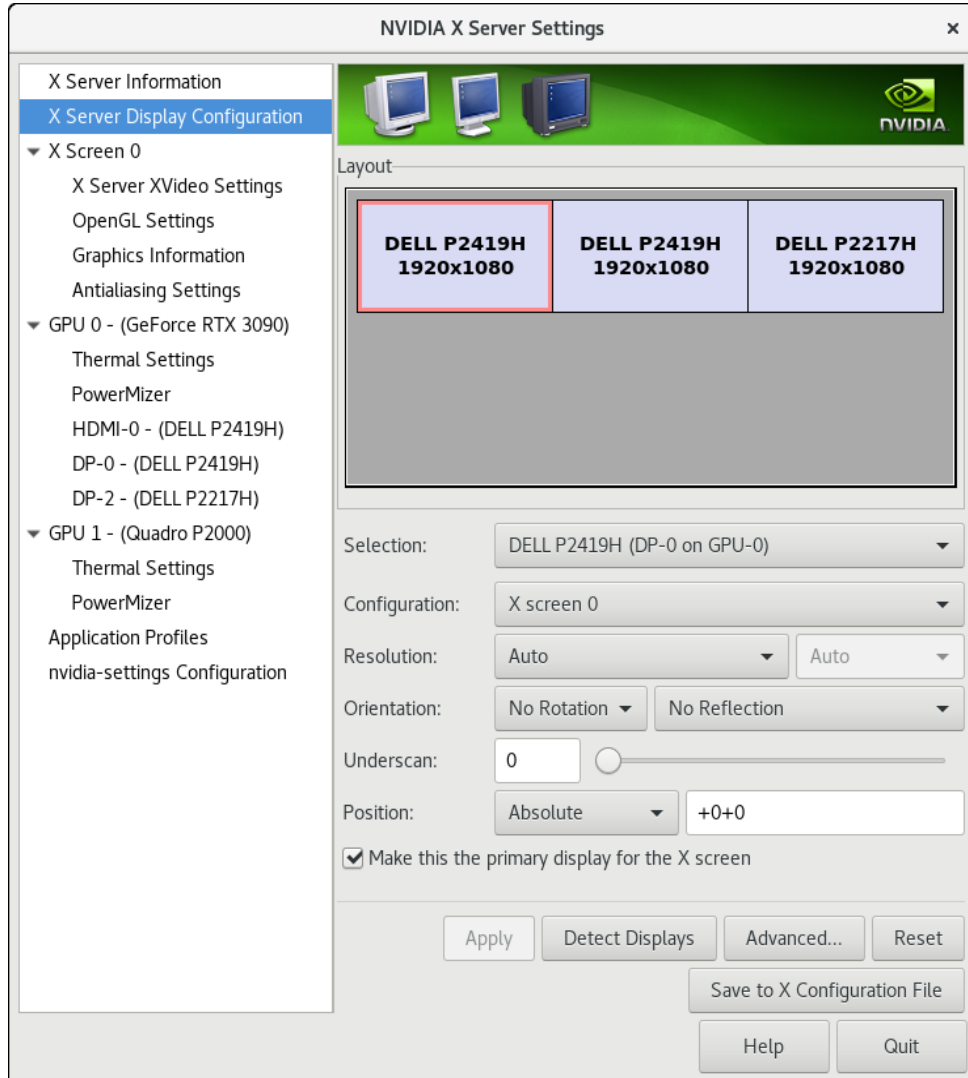 NVIDIA X Server Settings
×
X Server Information
X Server Display Configuration
X Screen 0
X Server XVideo Settings
OpenGL Settings
Graphics Information
Antialiasing Settings
GPU 0 - (GeForce RTX 3090)
Thermal Settings
PowerMizer
HDMI-0 - (DELL P2419H)
DP-0 - (DELL P2419H)
DP-2 - (DELL P2217H)
GPU 1 - (Quadro P2000)
Thermal Settings
PowerMizer
Application Profiles
nvidia-settings Configuration
NVIDIA.
Layout
DELL P2419H
1920x1080
DELL P2419H
1920x1080
DELL P2217H
1920x1080
Selection: DELL P2419H (DP-0 on GPU-0)
Configuration: X screen 0
Resolution: Auto Auto
Orientation: No Rotation No Reflection
Underscan: 0
Position: Absolute +0+0
Make this the primary display for the X screen
Apply Detect Displays Advanced... Reset
Save to X Configuration File
Help Quit